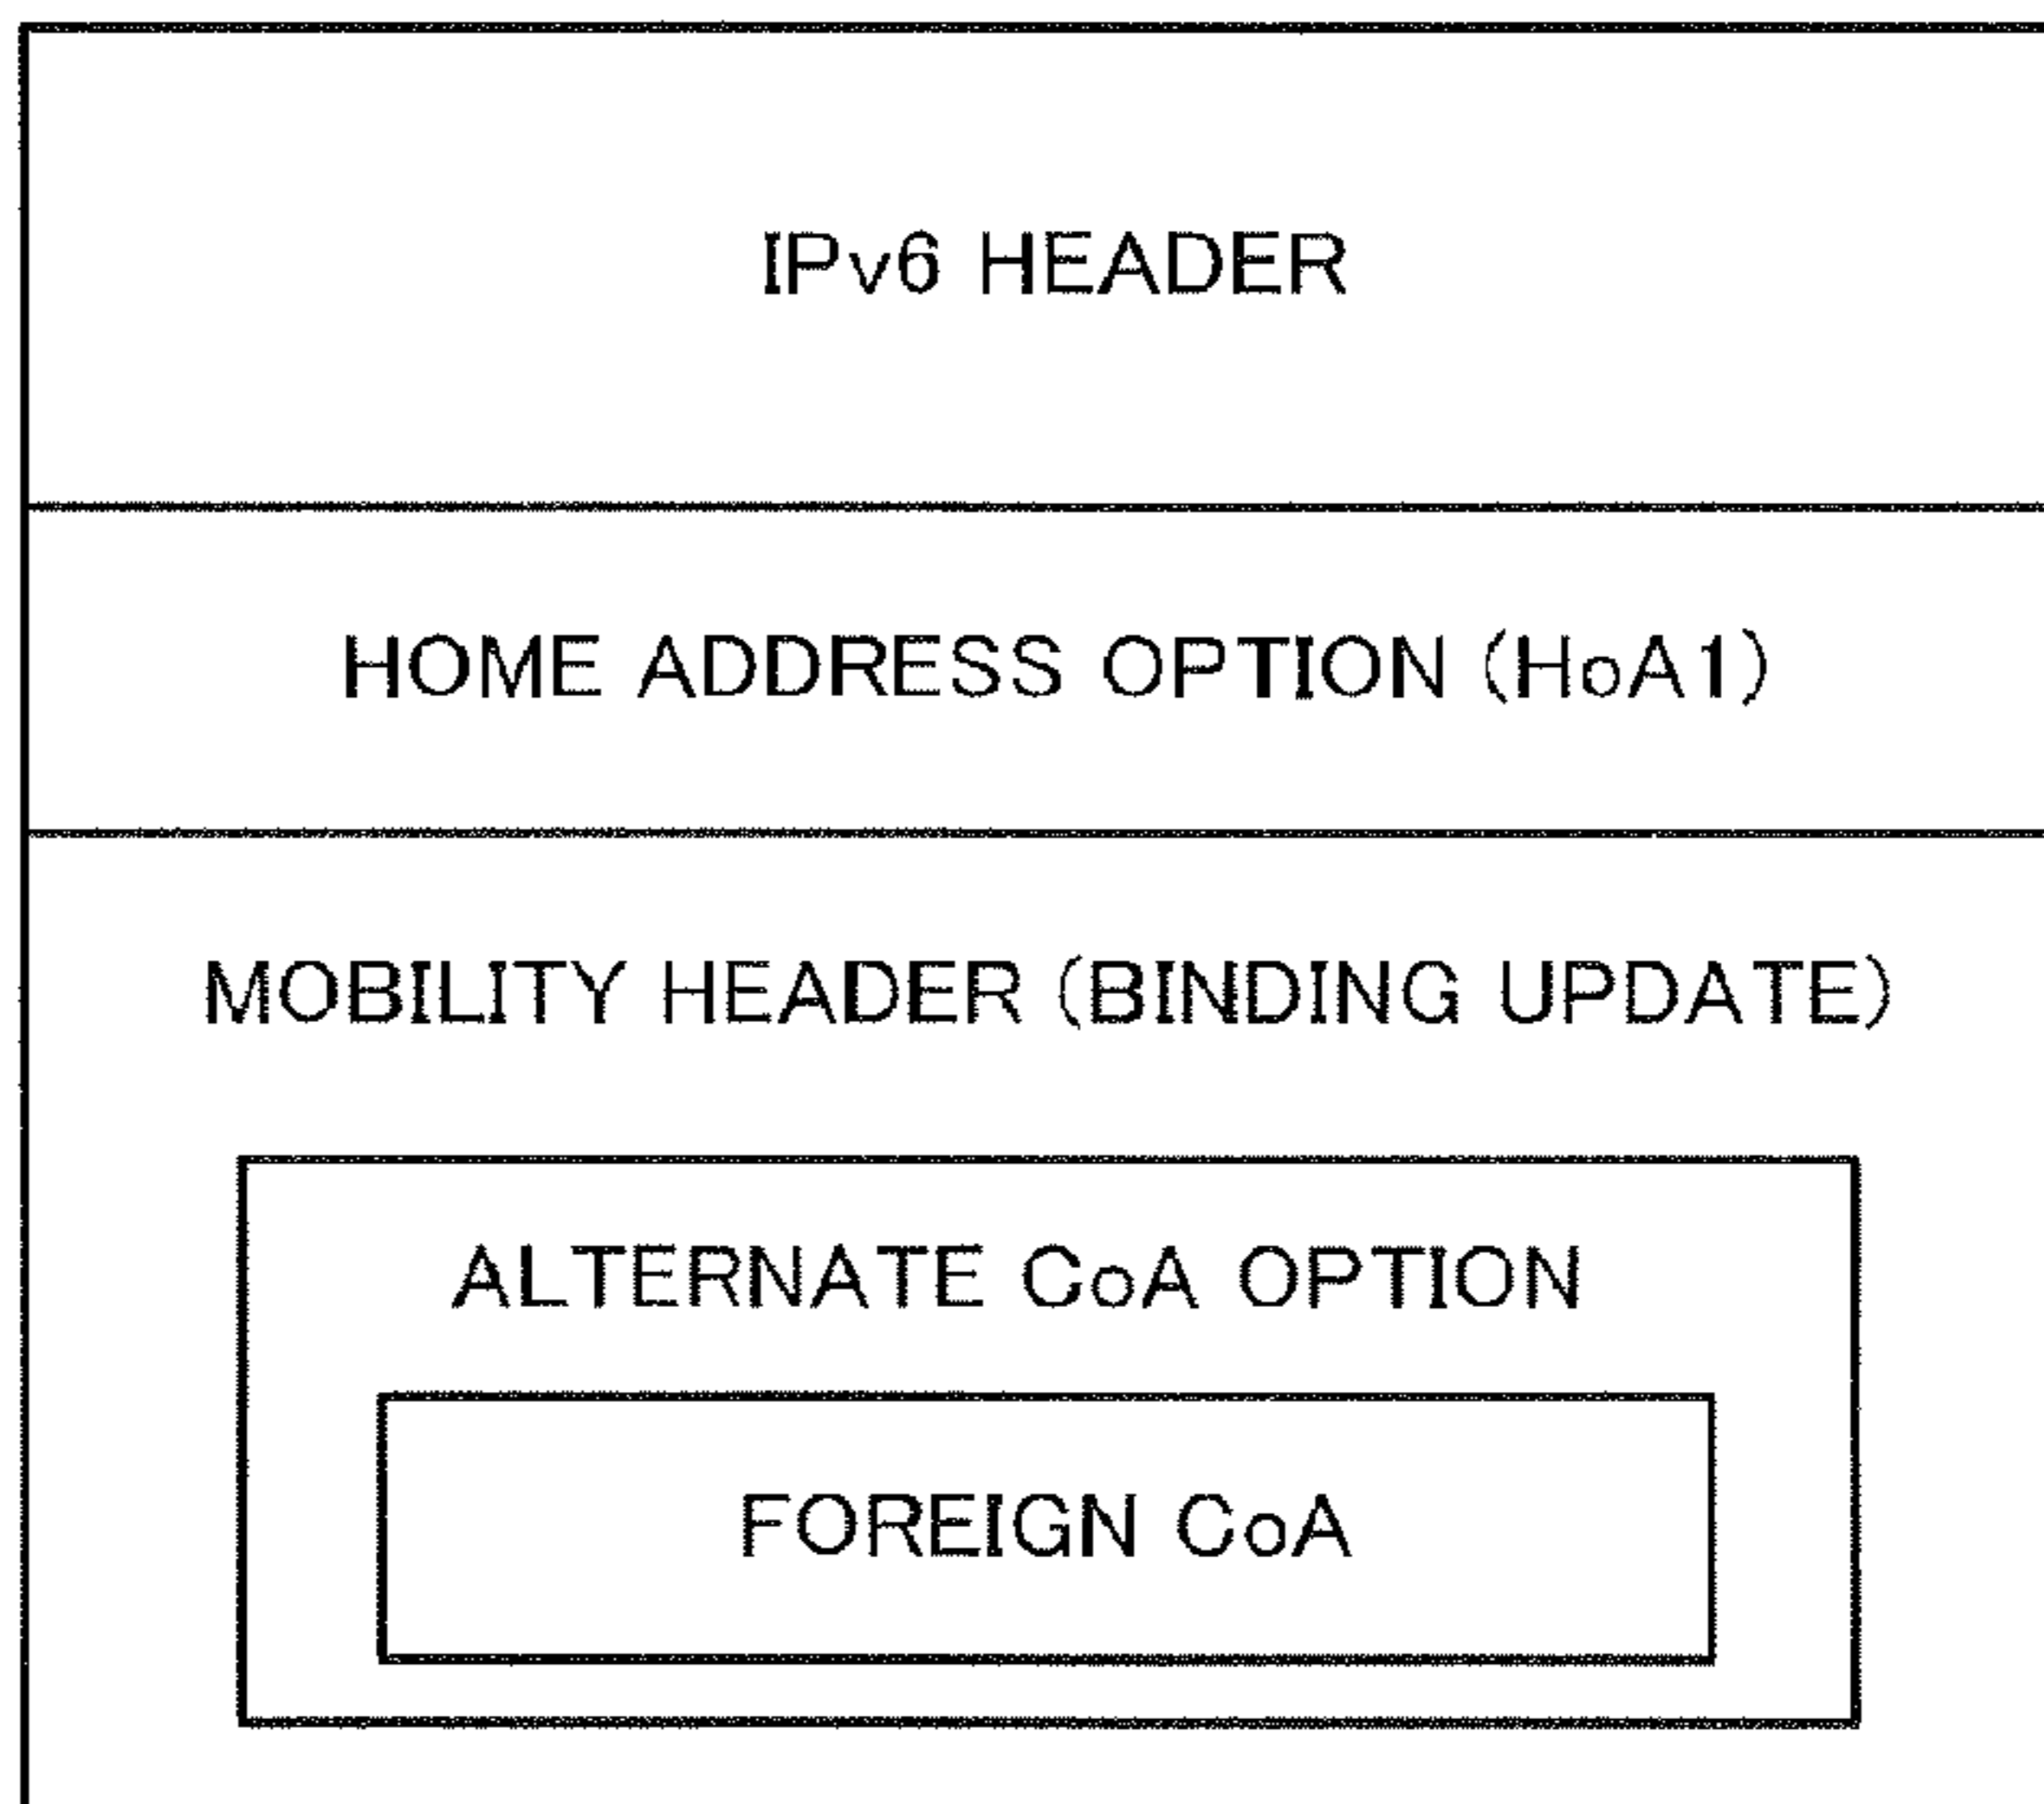 IPv6 HEADER
HOME ADDRESS OPTION (HoA1)
MOBILITY HEADER (BINDING UPDATE)
ALTERNATE CoA OPTION
FOREIGN CoA